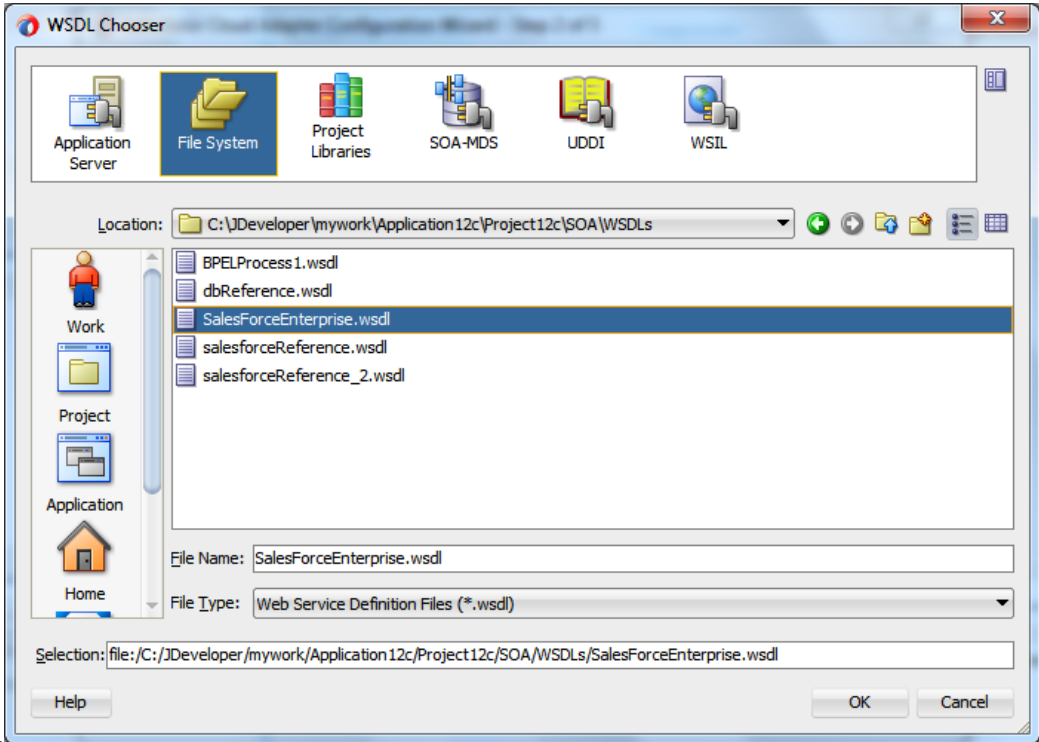 WSDL Chooser
Application
Server
File System
Project
Libraries
SOA-MDS
UDDI
WSIL
Location: C:\JDeveloper\mywork\Application12c\Project12c\SOA\WSDLs
Work
Project
Application
Home
BPELProcess1.wsdl
dbReference.wsdl
SalesForceEnterprise.wsdl
salesforceReference.wsdl
salesforceReference_2.wsdl
File Name: SalesForceEnterprise.wsdl
File Type: Web Service Definition Files (*.wsdl)
Selection: file:/C:/JDeveloper/mywork/Application12c/Project12c/SOA/WSDLs/SalesForceEnterprise.wsdl
Help
OK
Cancel